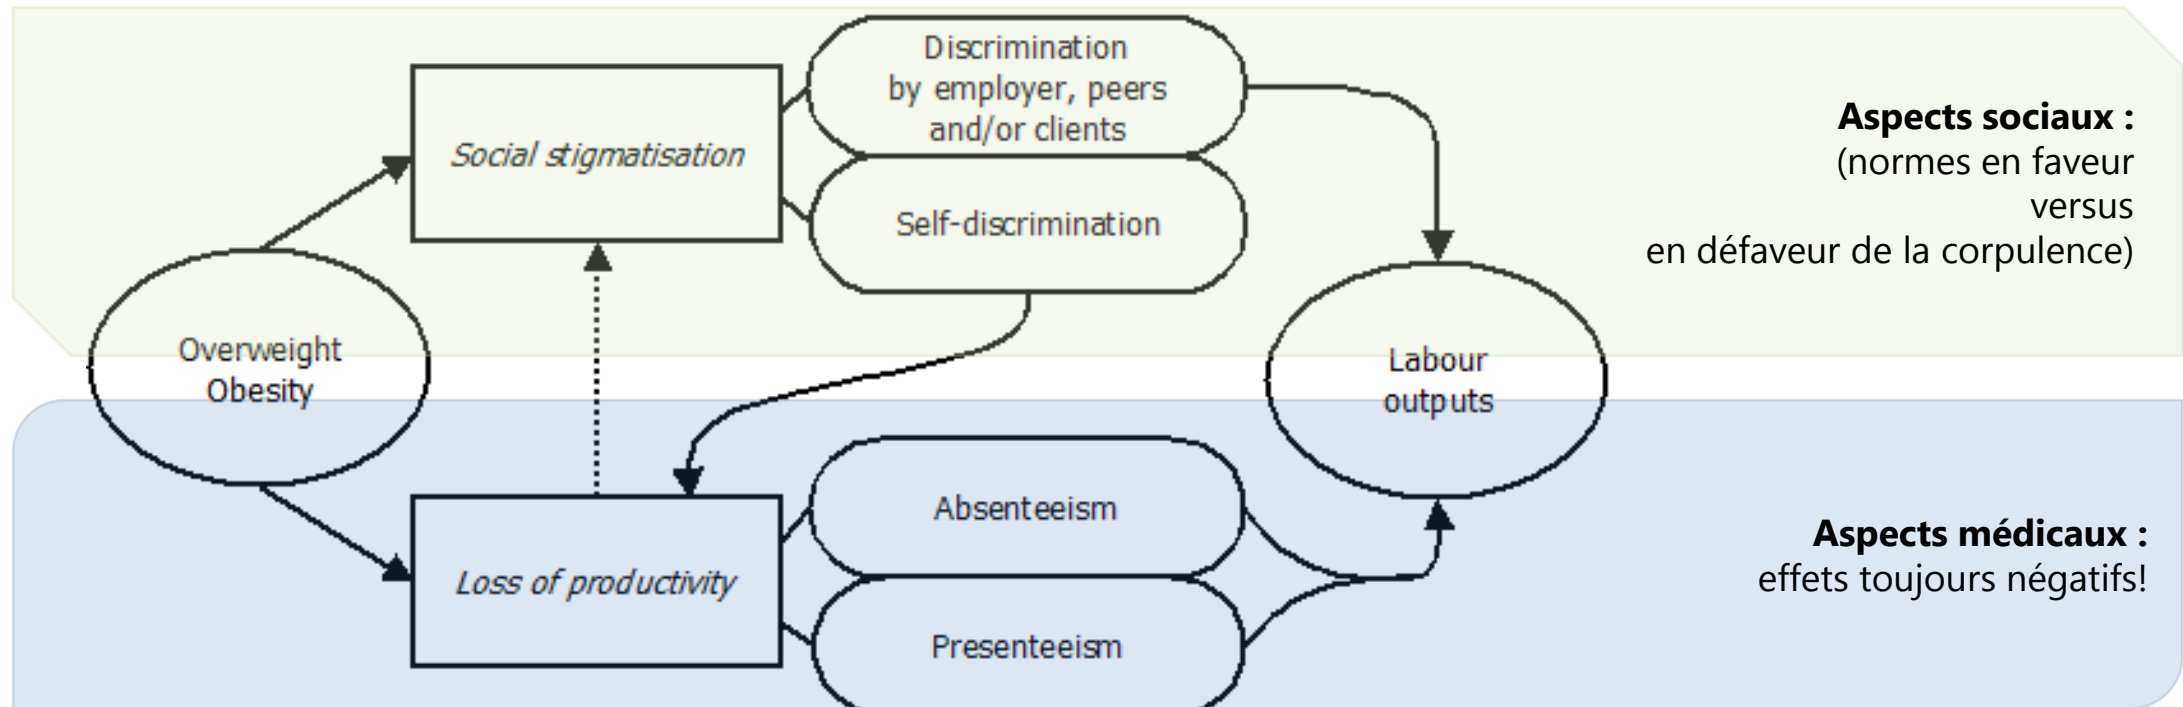 Discrimination
by employer, peers
and/or clients
Social stigmatisation
Self-discrimination
Aspects sociaux :
(normes en faveur
versus
en défaveur de la corpulence)
Overweight
Obesity
Labour
outputs
Absenteeism
Loss of productivity
Presenteeism
Aspects médicaux :
effets toujours négatifs!